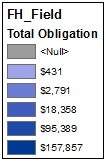 FH_Field
Total Obligation
<Null>
$431
$2,791
$18,358
$95,389
$157,857